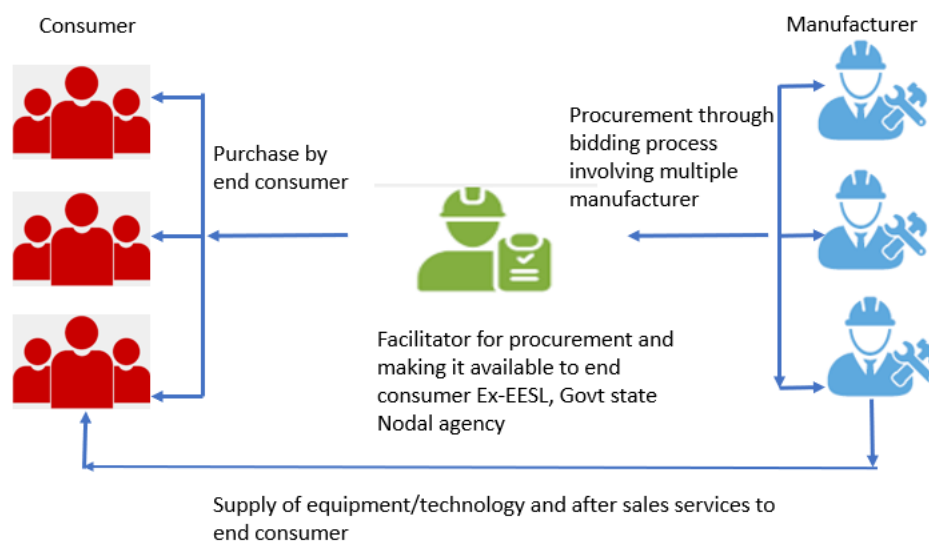 Consumer
Manufacturer
Procurement through
bidding process
involving multiple
manufacturer
Purchase by
end consumer
Facilitator for procurement and
making it available to end
consumer Ex-EESL, Govt state
Nodal agency
Supply of equipment/technology and after sales services to
end consumer